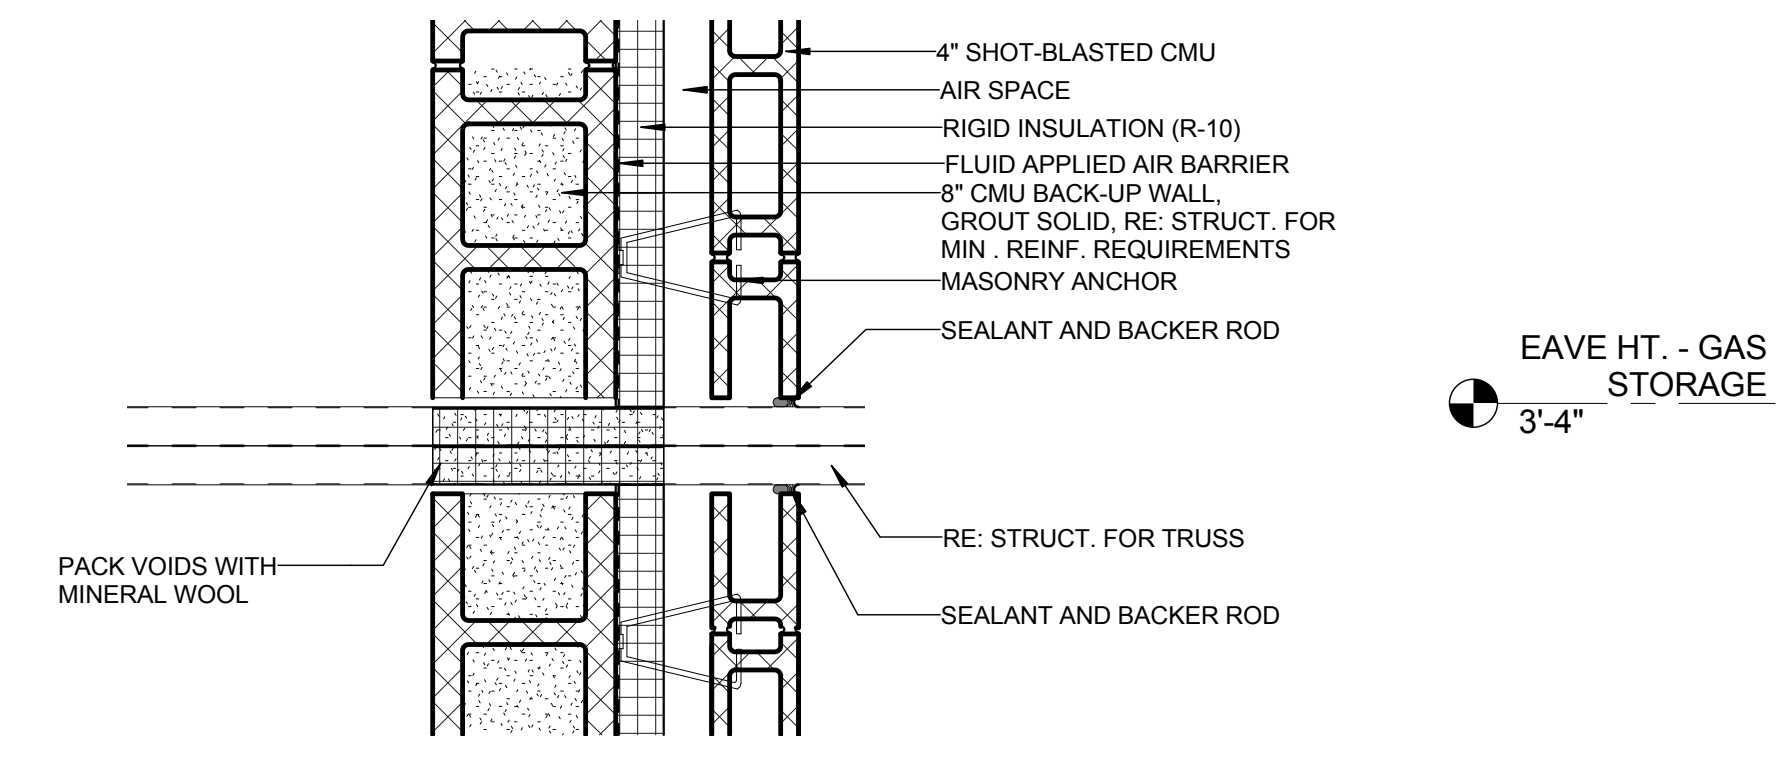 4" SHOT-BLASTED CMU
AIR SPACE
RIGID INSULATION (R-10)
FLUID APPLIED AIR BARRIER
8" CMU BACK-UP WALL,
GROUT SOLID, RE: STRUCT. FOR
MIN . REINF. REQUIREMENTS
MASONRY ANCHOR
SEALANT AND BACKER ROD
EAVE HT. - GAS
STORAGE
3'-4"
RE: STRUCT. FOR TRUSS
PACK VOIDS WITH
MINERAL WOOL
SEALANT AND BACKER ROD